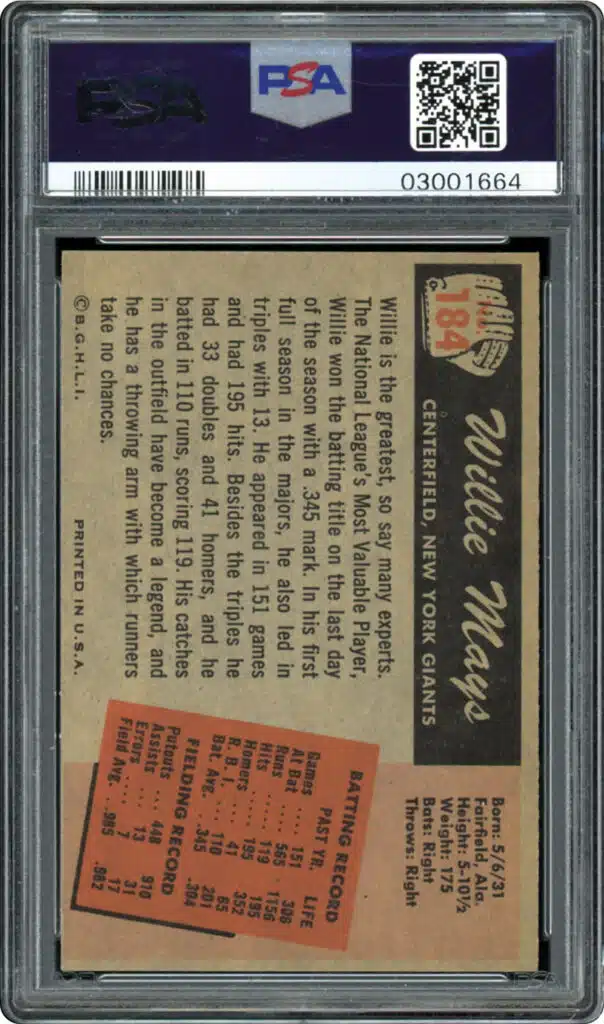 PSA
PSA
03001664
NO.
184
Willie Mays
CENTERFIELD, NEW YORK GIANTS
Born: 5/6/31
Fairfield, Ala.
Height: 5-10½
Weight: 175
Bats: Right
Throws: Right
Willie is the greatest, so say many experts.
The National League's Most Valuable Player,
Willie won the batting title on the last day
of the season with a .345 mark. In his first
full season in the majors, he also led in
triples with 13. He appeared in 151 games
and had 195 hits. Besides the triples he
had 33 doubles and 41 homers, and he
batted in 110 runs, scoring 119. His catches
in the outfield have become a legend, and
he has a throwing arm with which runners
take no chances.
©B.G.H.L.I.
PRINTED IN U.S.A.
BATTING RECORD
PAST YR. LIFE
Games .... 151 306
At Bat .... 565 1156
Runs .... 119 195
Hits .... 195 352
Homers .... 41 65
R. B. I. .... 110 201
Bat. Avg. .. .345 .304
FIELDING RECORD
Putouts ... 448 910
Assists .... 13 31
Errors .... 7 17
Field Avg. .. .985 .982